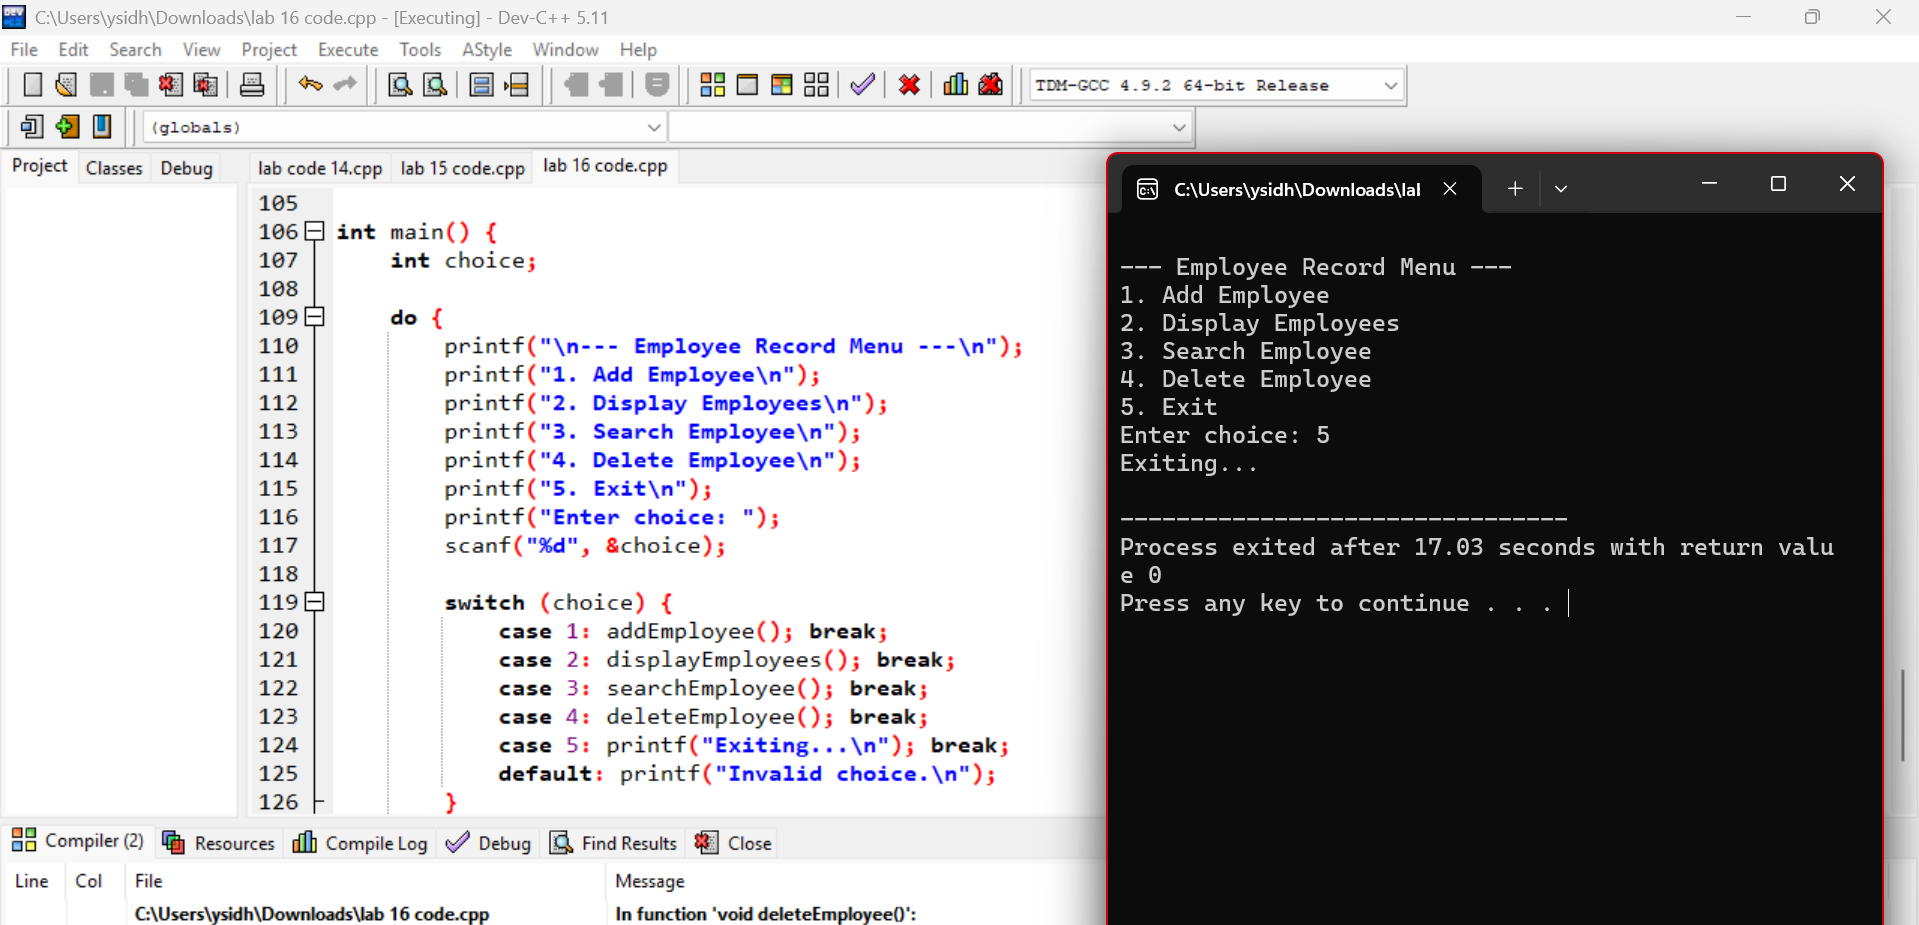 C:\Users\ysidh\Downloads\lab 16 code.cpp - [Executing] - Dev-C++ 5.11
File Edit Search View Project Execute Tools AStyle Window Help
TDM-GCC 4.9.2 64-bit Release
(globals)
Project Classes Debug
lab code 14.cpp lab 15 code.cpp lab 16 code.cpp
105
106 int main() {
107 int choice;
108
109 do {
110 printf("\n--- Employee Record Menu ---\n");
111 printf("1. Add Employee\n");
112 printf("2. Display Employees\n");
113 printf("3. Search Employee\n");
114 printf("4. Delete Employee\n");
115 printf("5. Exit\n");
116 printf("Enter choice: ");
117 scanf("%d", &choice);
118
119 switch (choice) {
120 case 1: addEmployee(); break;
121 case 2: displayEmployees(); break;
122 case 3: searchEmployee(); break;
123 case 4: deleteEmployee(); break;
124 case 5: printf("Exiting...\n"); break;
125 default: printf("Invalid choice.\n");
126 }
Compiler (2) Resources Compile Log Debug Find Results Close
Line Col File Message
C:\Users\ysidh\Downloads\lab 16 code.cpp In function 'void deleteEmployee()':
C:\Users\ysidh\Downloads\lal
--- Employee Record Menu ---
1. Add Employee
2. Display Employees
3. Search Employee
4. Delete Employee
5. Exit
Enter choice: 5
Exiting...
--------------------------------
Process exited after 17.03 seconds with return valu
e 0
Press any key to continue . . .